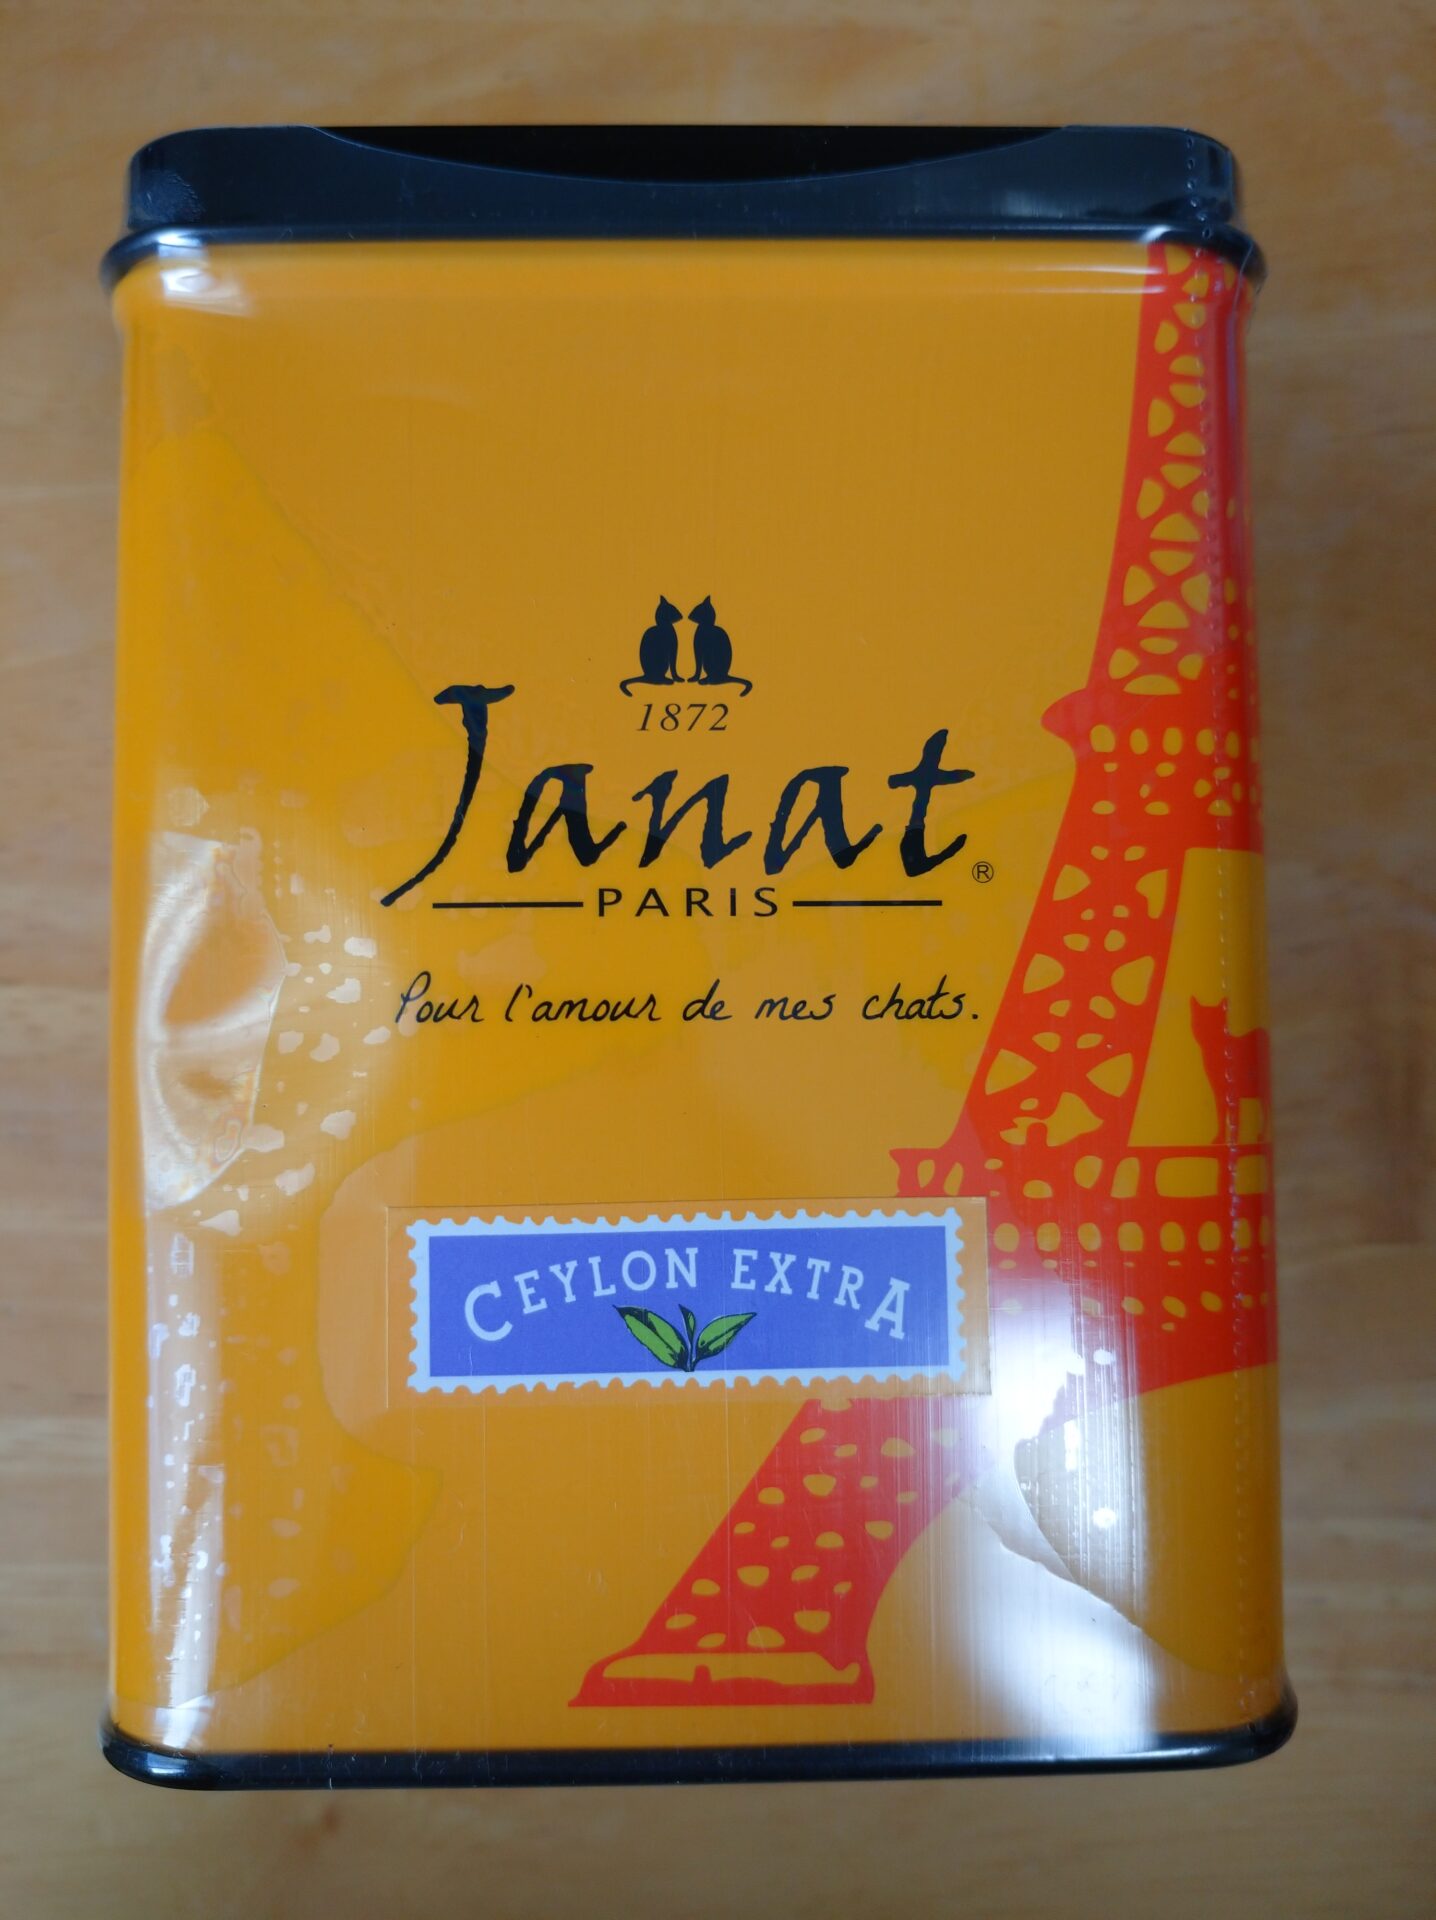 1872
Janat
®
PARIS
Pour l'amour de mes chats.
CEYLON EXTRA